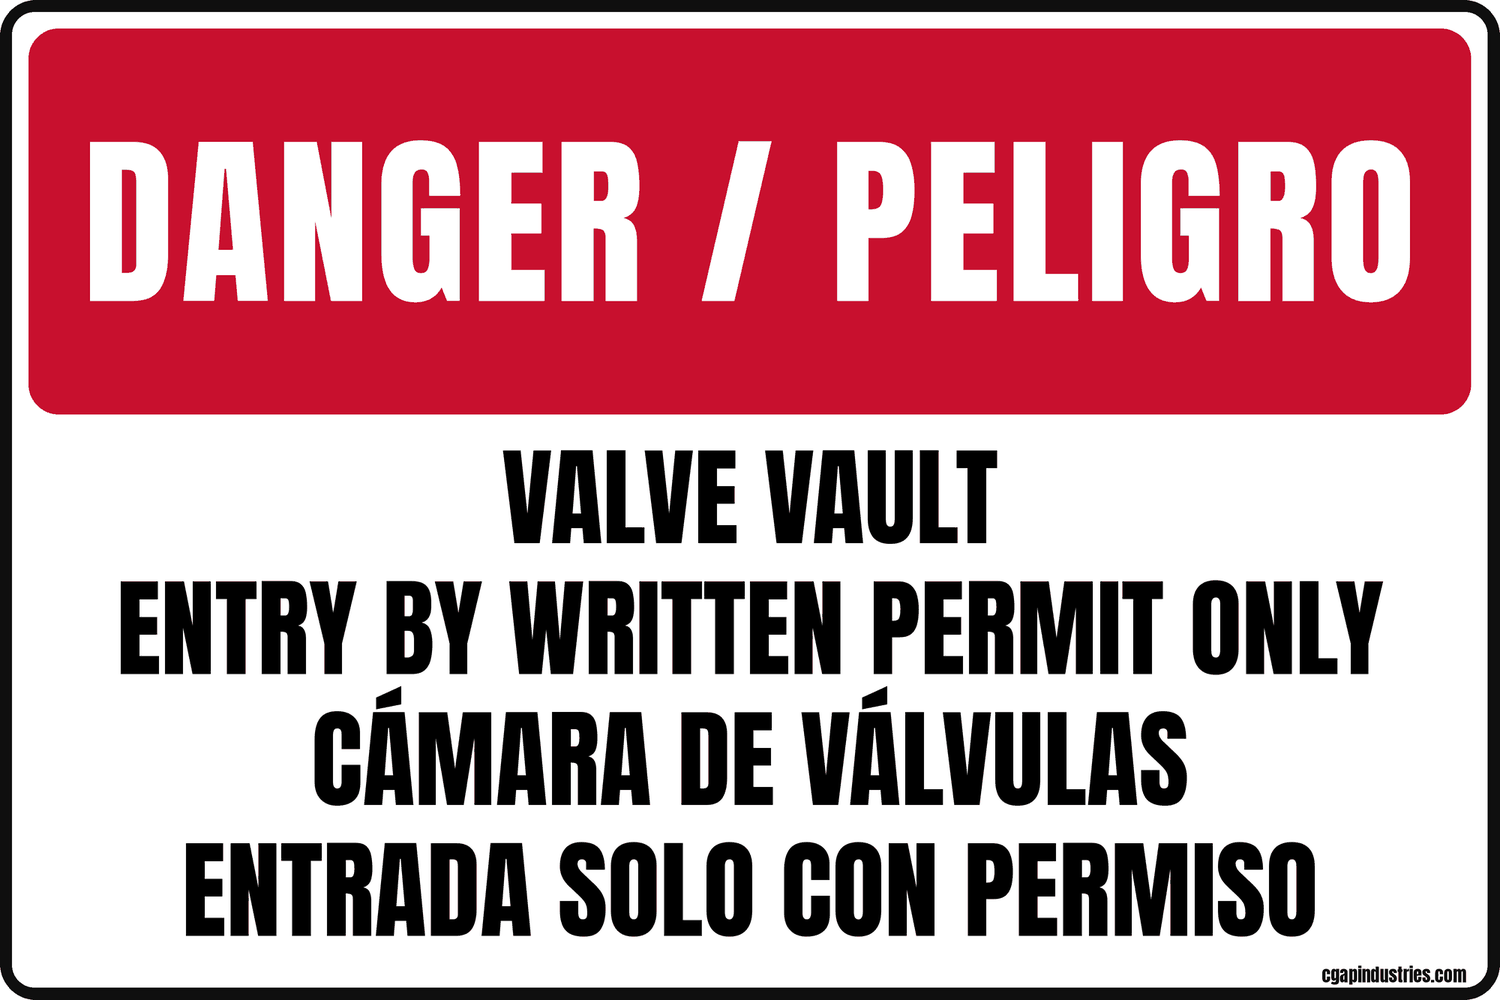 DANGER / PELIGRO
VALVE VAULT
ENTRY BY WRITTEN PERMIT ONLY
CÁMARA DE VÁLVULAS
ENTRADA SOLO CON PERMISO
cgapindustries.com